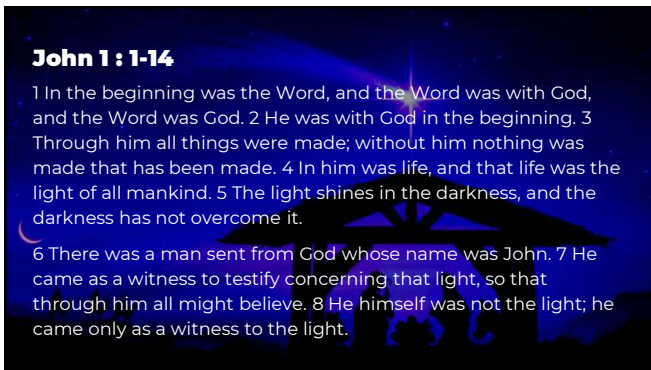 John 1 : 1-14
1 In the beginning was the Word, and the Word was with God,
and the Word was God. 2 He was with God in the beginning. 3
Through him all things were made; without him nothing was
made that has been made. 4 In him was life, and that life was the
light of all mankind. 5 The light shines in the darkness, and the
darkness has not overcome it.
6 There was a man sent from God whose name was John. 7 He
came as a witness to testify concerning that light, so that
through him all might believe. 8 He himself was not the light; he
came only as a witness to the light.